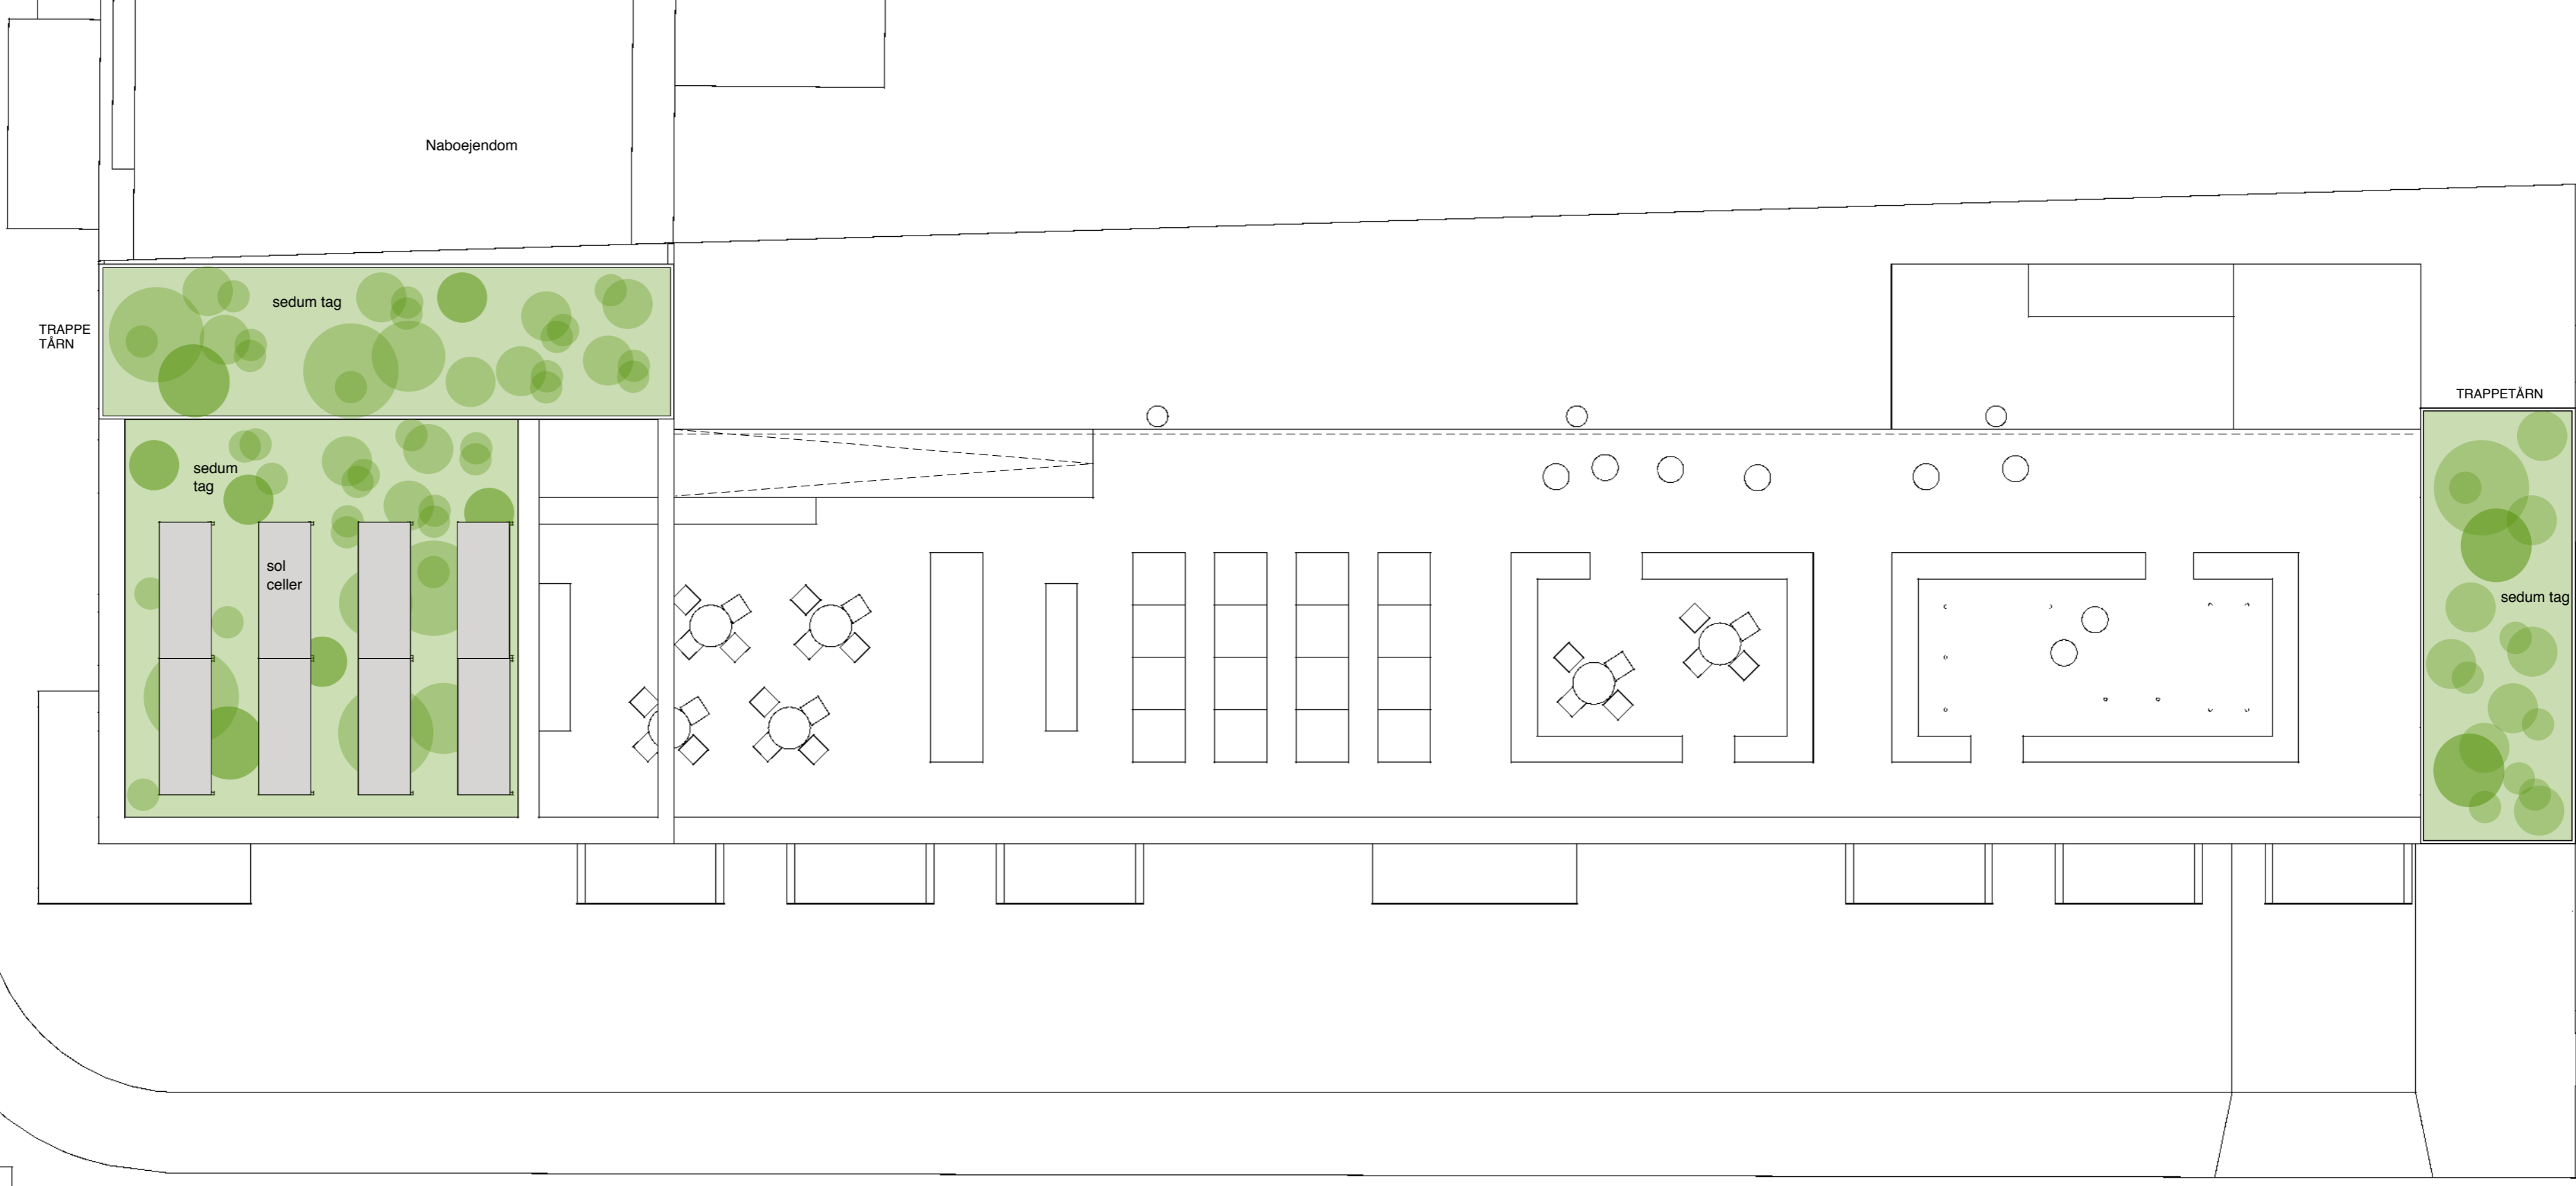 Naboejendom
sedum tag
TRAPPE
TÅRN
TRAPPETÅRN
sedum
tag
sol
celler
sedum tag